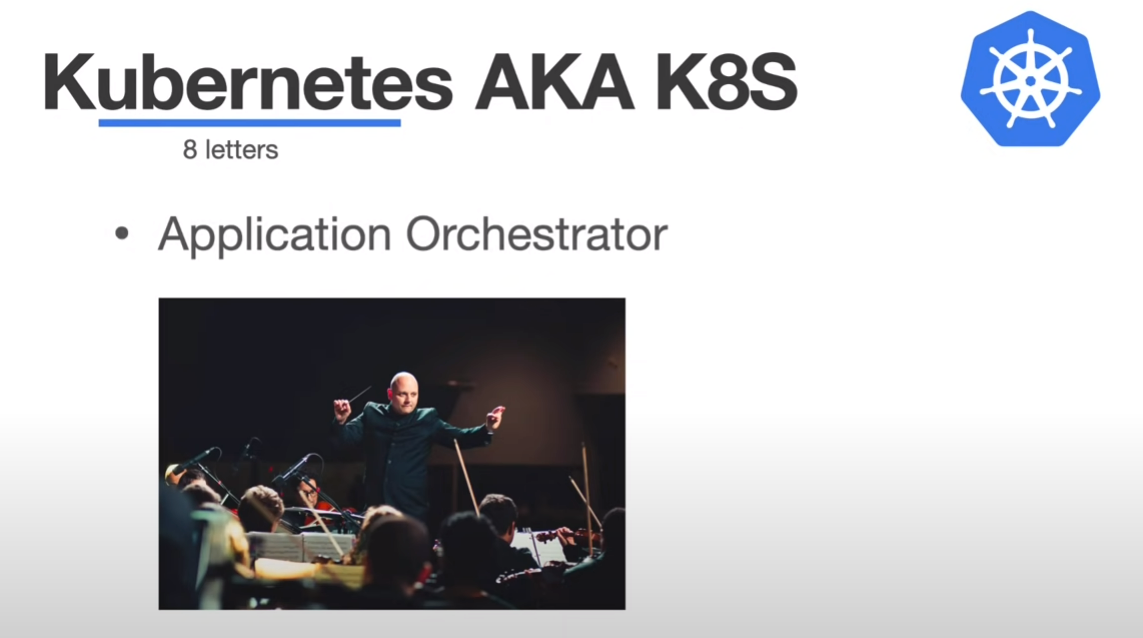 Kubernetes AKA K8S
8 letters
• Application Orchestrator